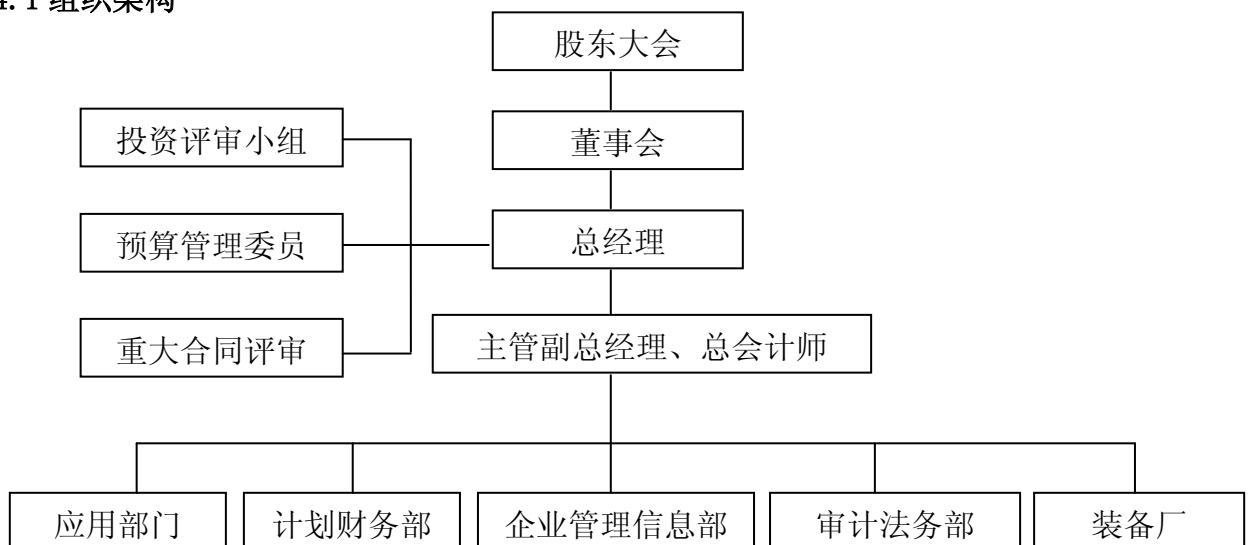 4.1 组织架构
股东大会
投资评审小组
董事会
预算管理委员
总经理
重大合同评审
主管副总经理、总会计师
应用部门
计划财务部
企业管理信息部
审计法务部
装备厂